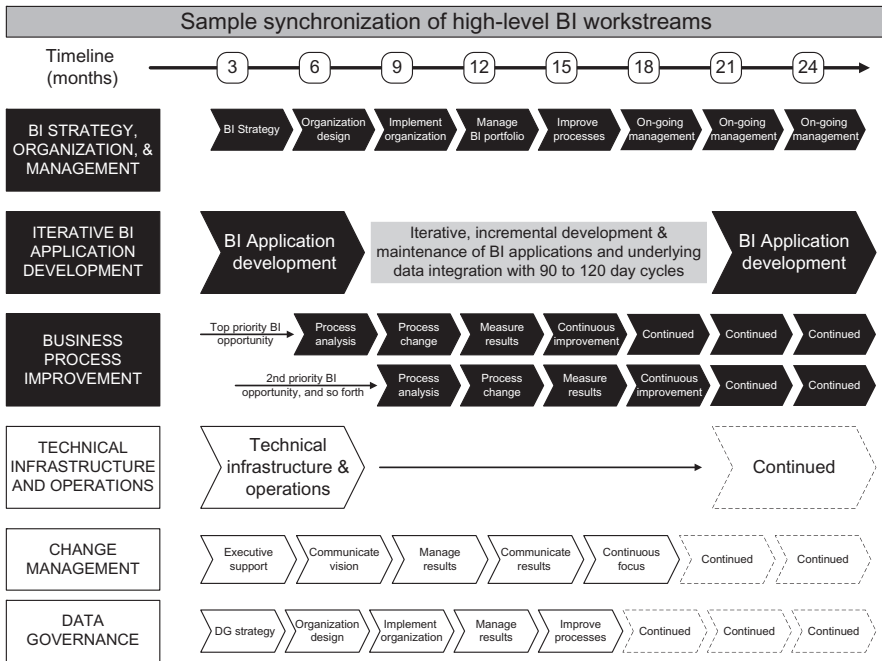 Sample synchronization of high-level BI workstreams
Timeline
(months)
3
6
9
12
15
18
21
24
BI STRATEGY,
ORGANIZATION, &
MANAGEMENT
BI Strategy
Organization
design
Implement
organization
Manage
BI portfolio
Improve
processes
On-going
management
On-going
management
On-going
management
ITERATIVE BI
APPLICATION
DEVELOPMENT
BI Application
development
Iterative, incremental development &
maintenance of BI applications and underlying
data integration with 90 to 120 day cycles
BI Application
development
BUSINESS
PROCESS
IMPROVEMENT
Top priority BI
opportunity
Process
analysis
Process
change
Measure
results
Continuous
improvement
Continued
Continued
Continued
2nd priority BI
opportunity, and so forth
Process
analysis
Process
change
Measure
results
Continuous
improvement
Continued
Continued
TECHNICAL
INFRASTRUCTURE
AND OPERATIONS
Technical
infrastructure &
operations
Continued
CHANGE
MANAGEMENT
Executive
support
Communicate
vision
Manage
results
Communicate
results
Continuous
focus
Continued
Continued
DATA
GOVERNANCE
DG strategy
Organization
design
Implement
organization
Manage
results
Improve
processes
Continued
Continued
Continued